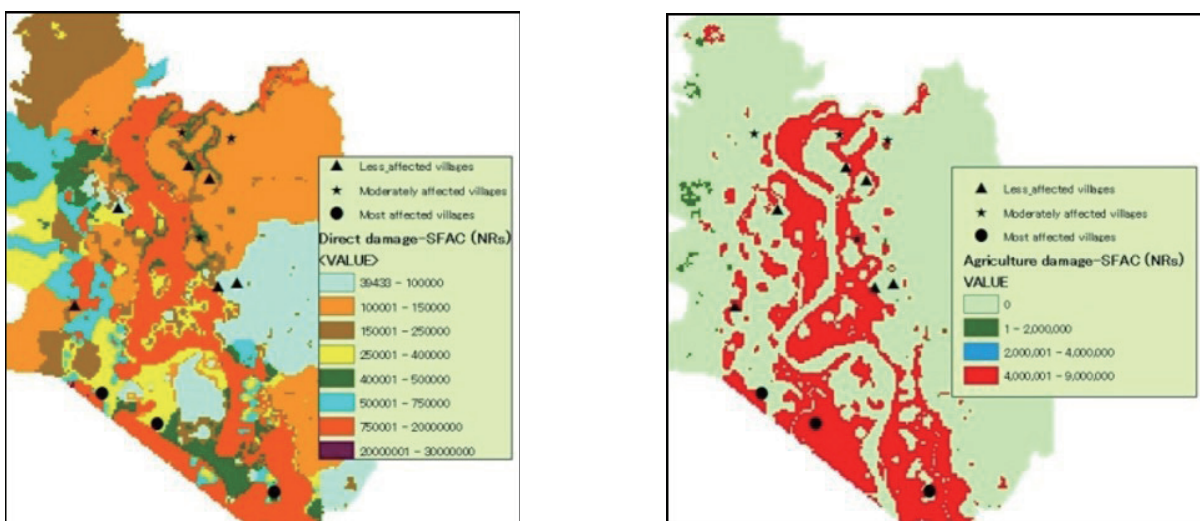 Less affected villages
Moderately affected villages
Most affected villages
Direct damage-SFAC (NRs)
<VALUE>
39433 - 100000
100001 - 150000
150001 - 250000
250001 - 400000
400001 - 500000
500001 - 750000
750001 - 20000000
20000001 - 30000000
Less affected villages
Moderately affected villages
Most affected villages
Agriculture damage-SFAC (NRs)
VALUE
0
1 - 2,000,000
2,000,001 - 4,000,000
4,000,001 - 9,000,000